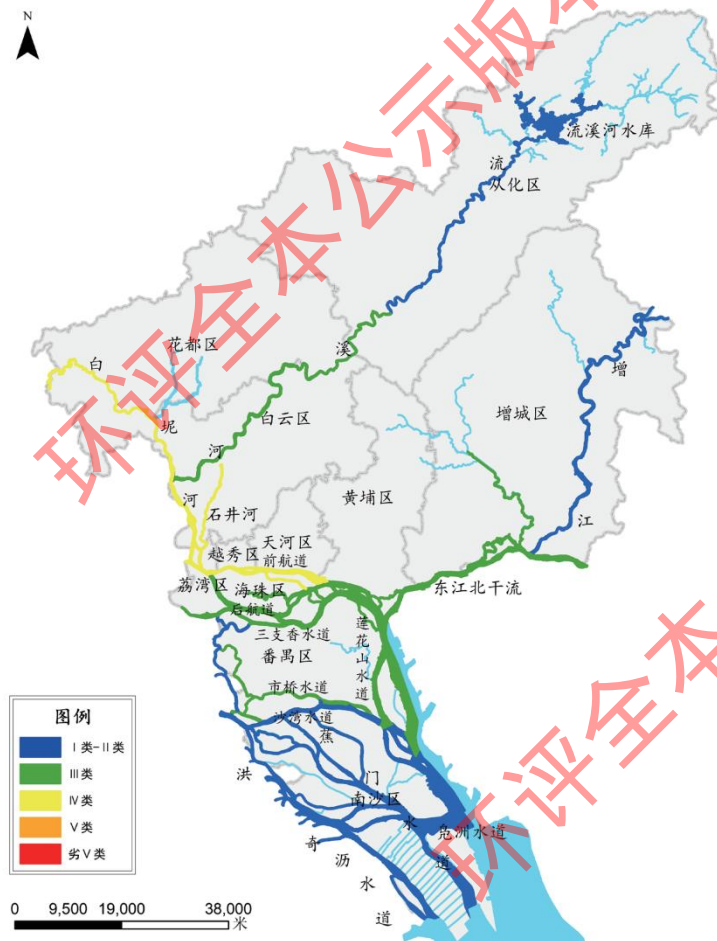 N
环评全本公示版本
流溪河水库
流
从化区
溪
花都区
白
增
坭
河
白云区
增城区
河
石井河
黄埔区
江
越秀区
天河区
前航道
荔湾区
海珠区
后航道
东江北干流
三支香水道
莲花山水道
番禺区
市桥水道
沙湾水道
蕉
门
水
道
洪
奇
沥
水
道
南沙区
凫洲水道
环评全本
图例
I类-II类
III类
IV类
V类
劣V类
0 9,500 19,000 38,000
米